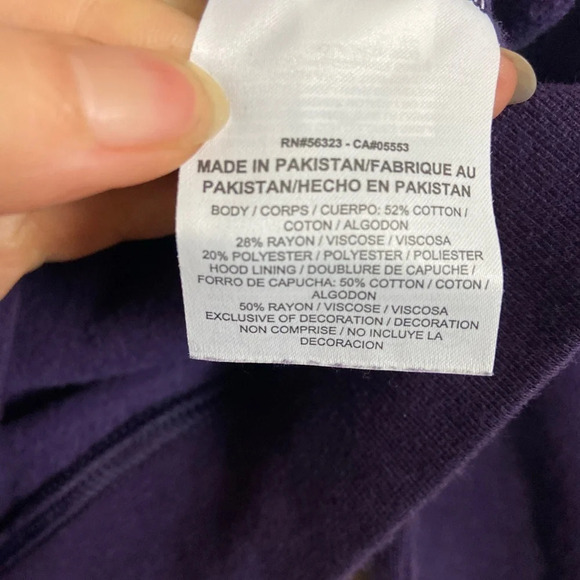 RN#56323 - CA#05553
MADE IN PAKISTAN/FABRIQUE AU
PAKISTAN/HECHO EN PAKISTAN
BODY / CORPS / CUERPO: 52% COTTON /
COTON / ALGODON
28% RAYON / VISCOSE / VISCOSA
20% POLYESTER / POLYESTER / POLIESTER
HOOD LINING / DOUBLURE DE CAPUCHE /
FORRO DE CAPUCHA: 50% COTTON / COTON /
ALGODON
50% RAYON / VISCOSE / VISCOSA
EXCLUSIVE OF DECORATION / DECORATION
NON COMPRISE / NO INCLUYE LA
DECORACION